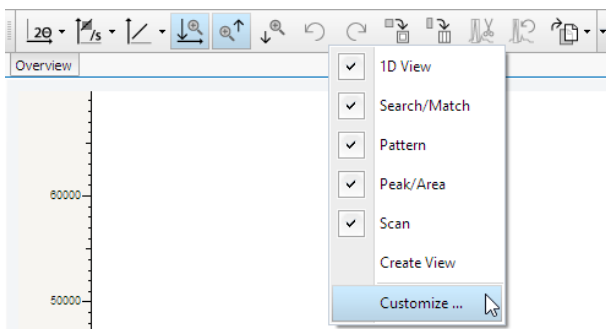 2θ
/s
Overview
1D View
Search/Match
Pattern
60000
Peak/Area
Scan
Create View
50000
Customize ...